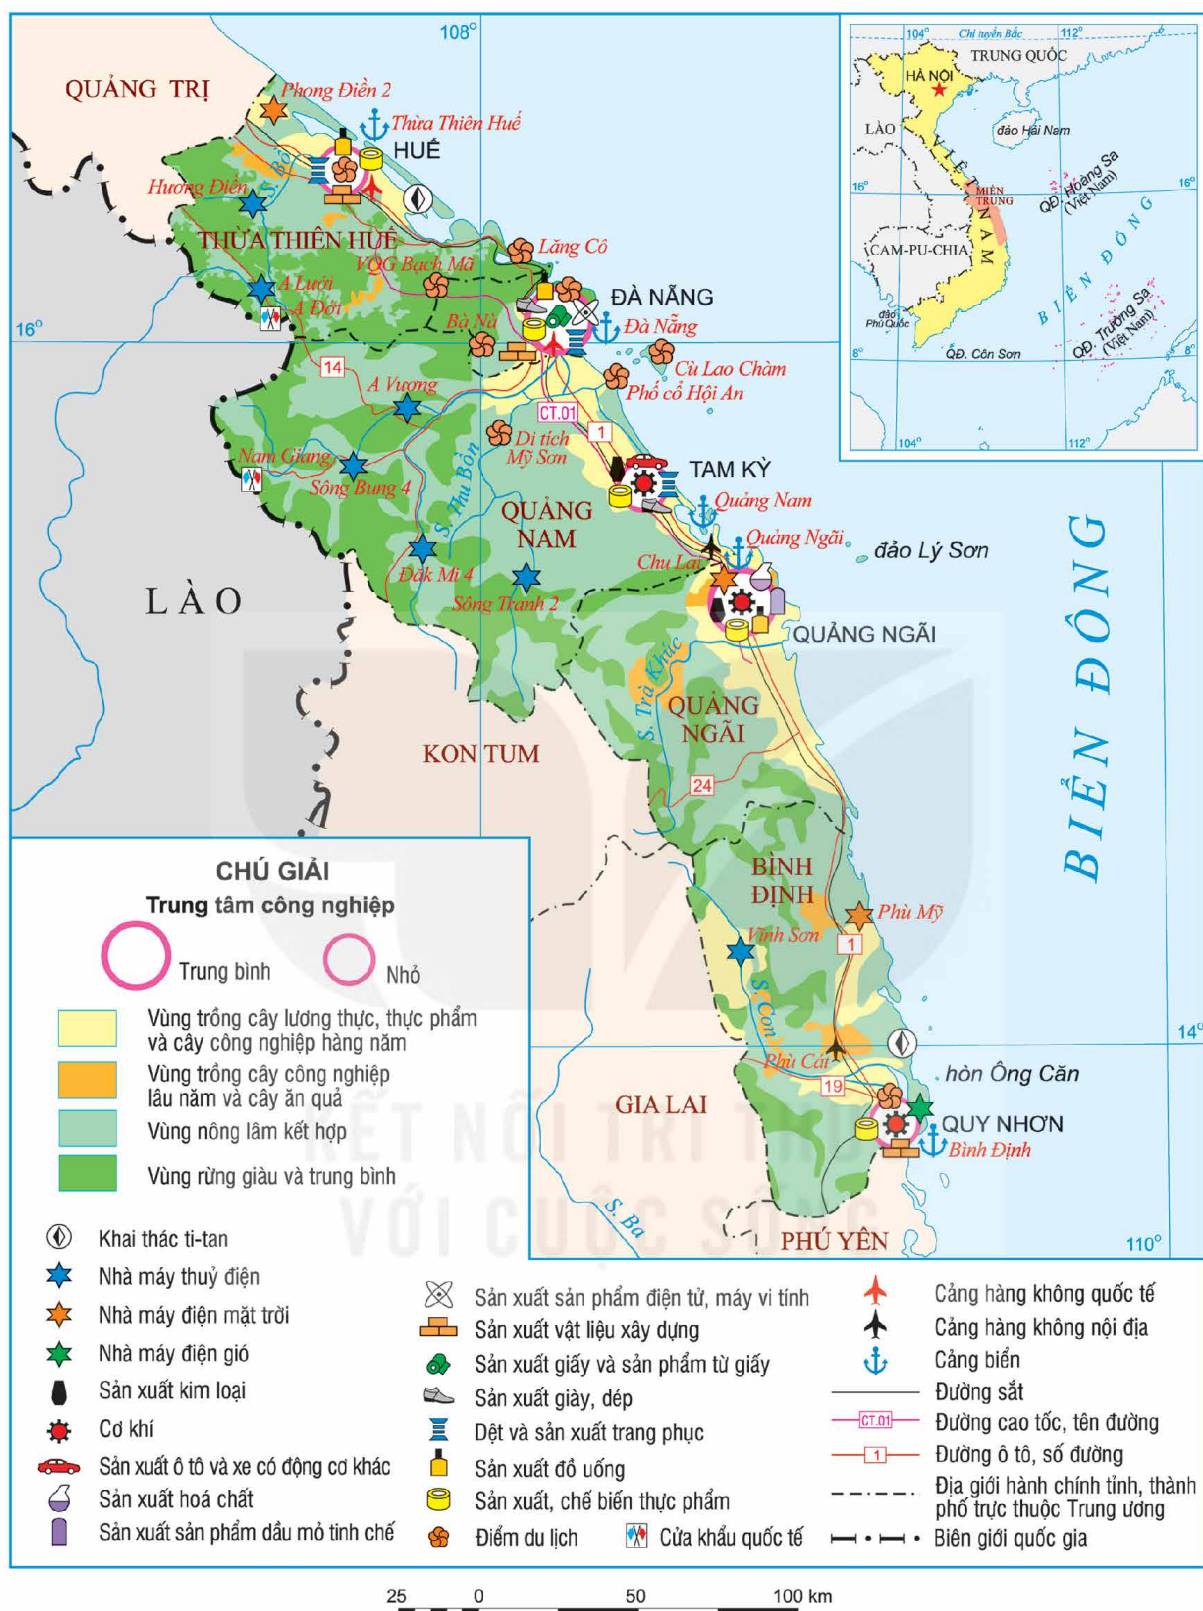 108°
QUẢNG TRỊ
Phong Điền 2
Thừa Thiên Huế
HUẾ
S. Bồ
Hương Điền
THỪA THIÊN HUẾ
Lăng Cô
VQG Bạch Mã
A Lưới
A Đớt
ĐÀ NẴNG
Đà Nẵng
Bà Nà
16°
14
Cù Lao Chàm
Phố cổ Hội An
A Vương
CT.01
1
Di tích
Mỹ Sơn
Nam Giang
Sông Bung 4
S. Thu Bồn
TAM KỲ
QUẢNG
NAM
Quảng Nam
Quảng Ngãi
Chu Lai
đảo Lý Sơn
Đăk Mi 4
Sông Tranh 2
LÀO
QUẢNG NGÃI
S. Trà Khúc
QUẢNG
NGÃI
KON TUM
24
BIỂN ĐÔNG
BÌNH
ĐỊNH
Phù Mỹ
Vĩnh Sơn
1
S. Con
14°
Phù Cát
hòn Ông Căn
19
GIA LAI
QUY NHƠN
Bình Định
S. Ba
PHÚ YÊN
110°
104°
Chí tuyến Bắc
112°
TRUNG QUỐC
HÀ NỘI
LÀO
đảo Hải Nam
VIỆT NAM
16°
MIỀN
TRUNG
QĐ. Hoàng Sa
(Việt Nam)
16°
CAM-PU-CHIA
BIỂN ĐÔNG
đảo
Phú Quốc
QĐ. Trường Sa
(Việt Nam)
QĐ. Côn Sơn
8°
8°
104°
112°
KẾT NỐI TRI THỨC
VỚI CUỘC SỐNG
CHÚ GIẢI
Trung tâm công nghiệp
Trung bình
Nhỏ
Vùng trồng cây lương thực, thực phẩm
và cây công nghiệp hàng năm
Vùng trồng cây công nghiệp
lâu năm và cây ăn quả
Vùng nông lâm kết hợp
Vùng rừng giàu và trung bình
Khai thác ti-tan
Nhà máy thuỷ điện
Nhà máy điện mặt trời
Nhà máy điện gió
Sản xuất kim loại
Cơ khí
Sản xuất ô tô và xe có động cơ khác
Sản xuất hoá chất
Sản xuất sản phẩm dầu mỏ tinh chế
Sản xuất sản phẩm điện tử, máy vi tính
Sản xuất vật liệu xây dựng
Sản xuất giấy và sản phẩm từ giấy
Sản xuất giày, dép
Dệt và sản xuất trang phục
Sản xuất đồ uống
Sản xuất, chế biến thực phẩm
Điểm du lịch
Cửa khẩu quốc tế
Cảng hàng không quốc tế
Cảng hàng không nội địa
Cảng biển
Đường sắt
CT.01
Đường cao tốc, tên đường
1
Đường ô tô, số đường
Địa giới hành chính tỉnh, thành
phố trực thuộc Trung ương
Biên giới quốc gia
25 0 50 100 km